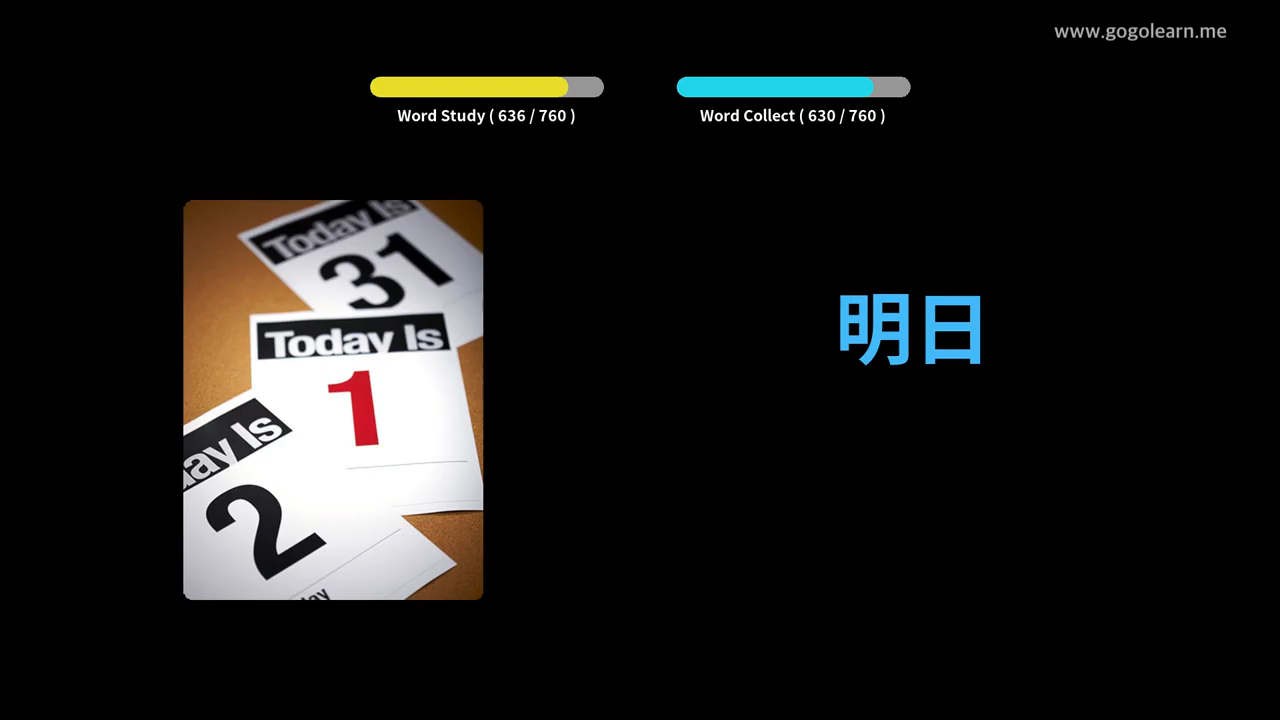 www.gogolearn.me
Word Study ( 636 / 760 )
Word Collect ( 630 / 760 )
Today Is
31
Today Is
1
day Is
2
明日